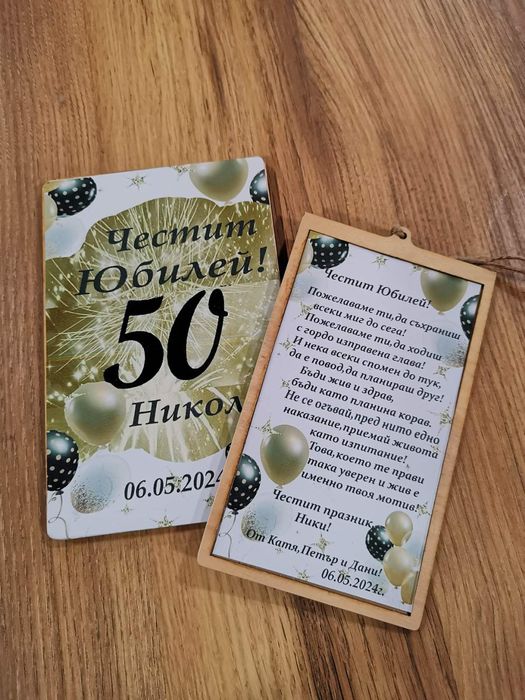 Честит
Юбилей!
50
Никол
06.05.2024
Честит Юбилей!
Пожелаваме ти,да съхраниш
всеки миг до сега!
Пожелаваме ти,да ходиш
с гордо изправена глава!
И нека всеки спомен до тук,
да е повод,да планираш друг!
Бъди жив и здрав,
бъди като планина корав.
Не се огъвай,пред нито едно
наказание,приемай живота
като изпитание!
Това,което те прави
така уверен и жив е
именно твоя мотив!
Честит празник,
Ники!
От Катя,Петър и Дани!
06.05.2024г.